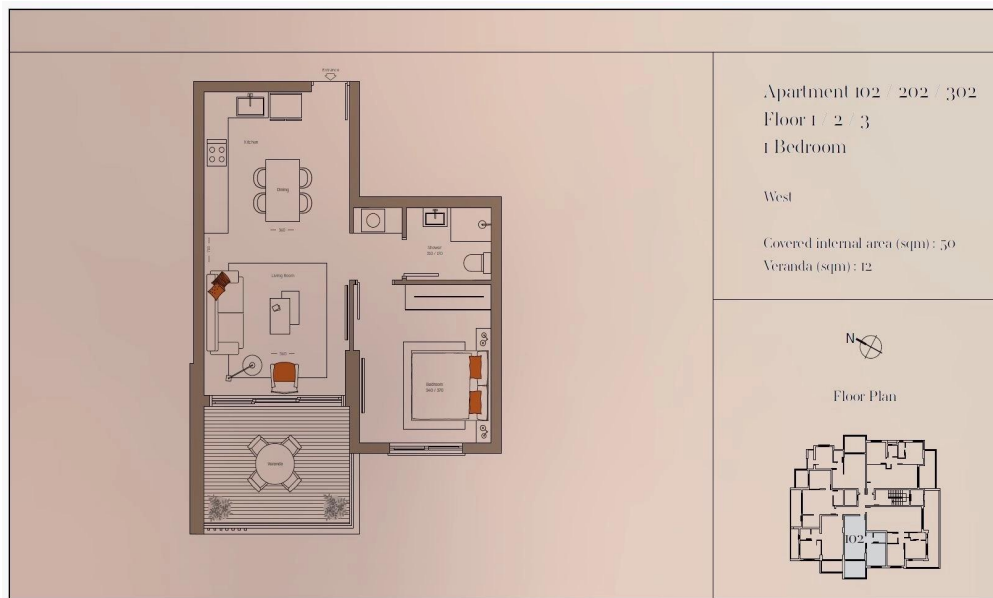 Entrance
Kitchen
Dining
Living Room
Shower
Bedroom
Veranda
Apartment 102 / 202 / 302
Floor 1 / 2 / 3
1 Bedroom
West
Covered internal area (sqm) : 50
Veranda (sqm) : 12
N
Floor Plan
102